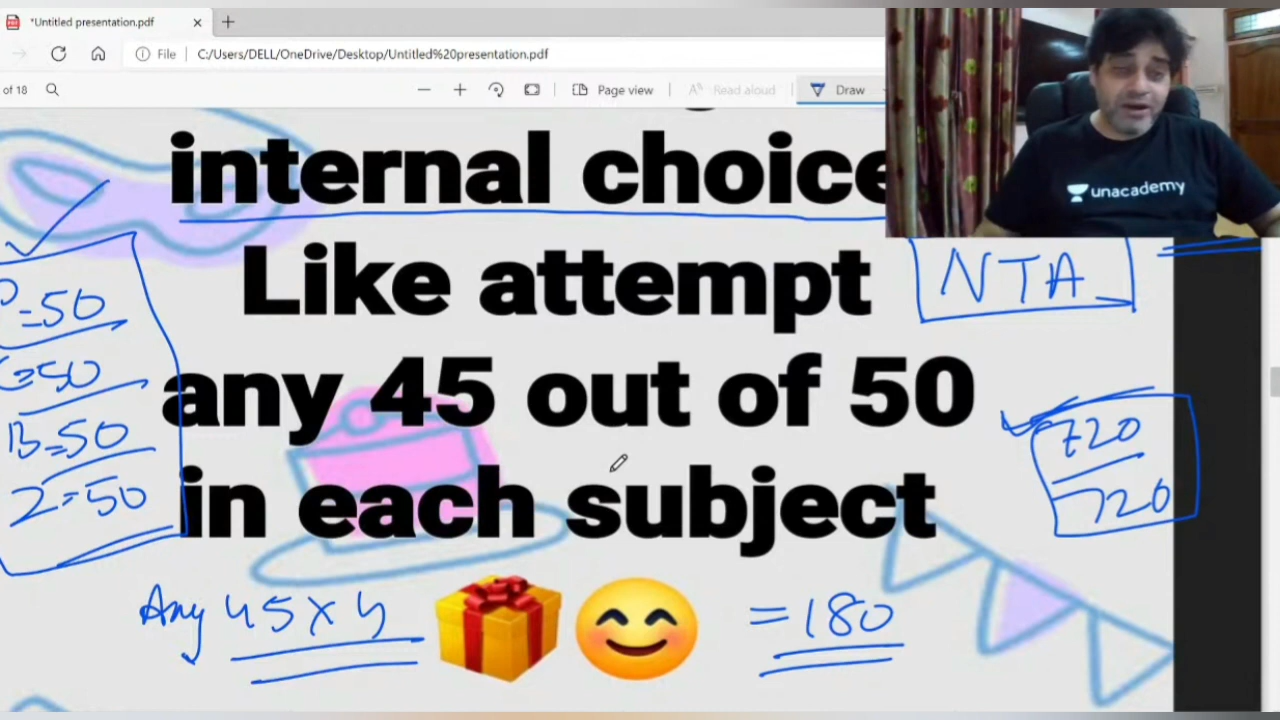 *Untitled presentation.pdf
File
C:/Users/DELL/OneDrive/Desktop/Untitled%20presentation.pdf
of 18
Page view
Read aloud
Draw
unacademy
internal choice
Like attempt
any 45 out of 50
in each subject
NTA
=50
C=50
B=50
Z=50
720
720
Any 45 x 4
= 180